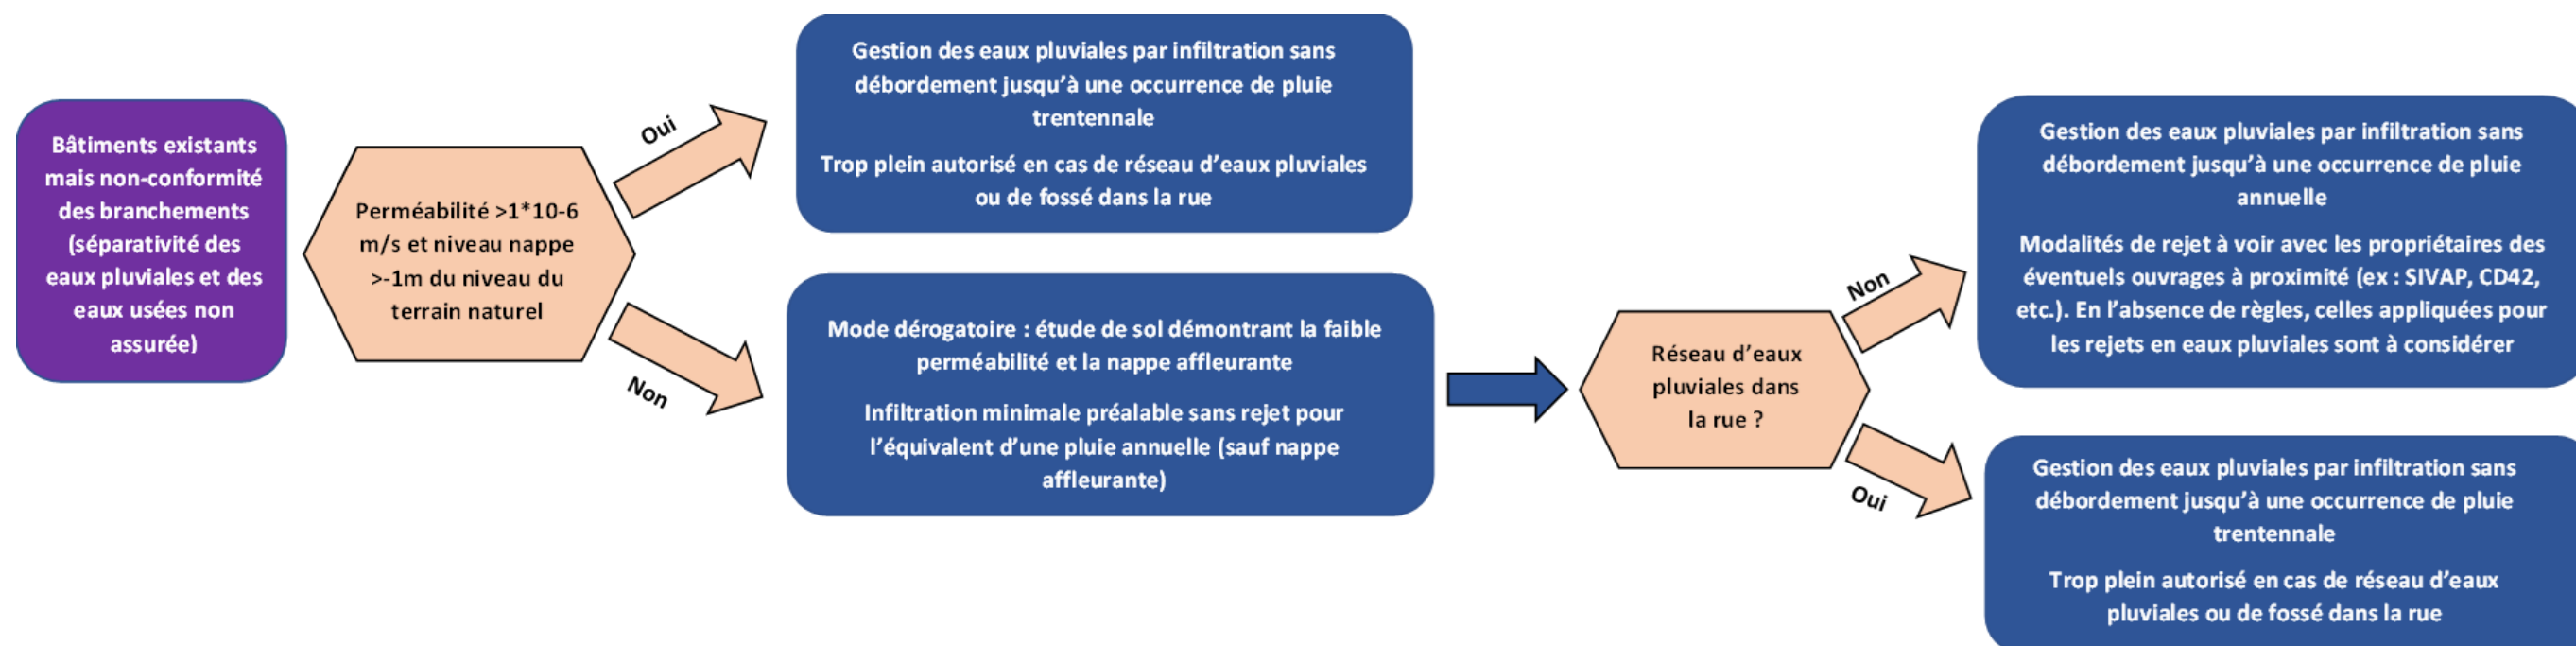 Bâtiments existants
mais non-conformité
des branchements
(séparativité des
eaux pluviales et des
eaux usées non
assurée)
Perméabilité >1*10-6
m/s et niveau nappe
>-1m du niveau du
terrain naturel
Oui
Gestion des eaux pluviales par infiltration sans
débordement jusqu'à une occurrence de pluie
trentennale
Trop plein autorisé en cas de réseau d'eaux pluviales
ou de fossé dans la rue
Non
Mode dérogatoire : étude de sol démontrant la faible
perméabilité et la nappe affleurante
Infiltration minimale préalable sans rejet pour
l'équivalent d'une pluie annuelle (sauf nappe
affleurante)
Réseau d'eaux
pluviales dans
la rue ?
Non
Gestion des eaux pluviales par infiltration sans
débordement jusqu'à une occurrence de pluie
annuelle
Modalités de rejet à voir avec les propriétaires des
éventuels ouvrages à proximité (ex : SIVAP, CD42,
etc.). En l'absence de règles, celles appliquées pour
les rejets en eaux pluviales sont à considérer
Oui
Gestion des eaux pluviales par infiltration sans
débordement jusqu'à une occurrence de pluie
trentennale
Trop plein autorisé en cas de réseau d'eaux
pluviales ou de fossé dans la rue